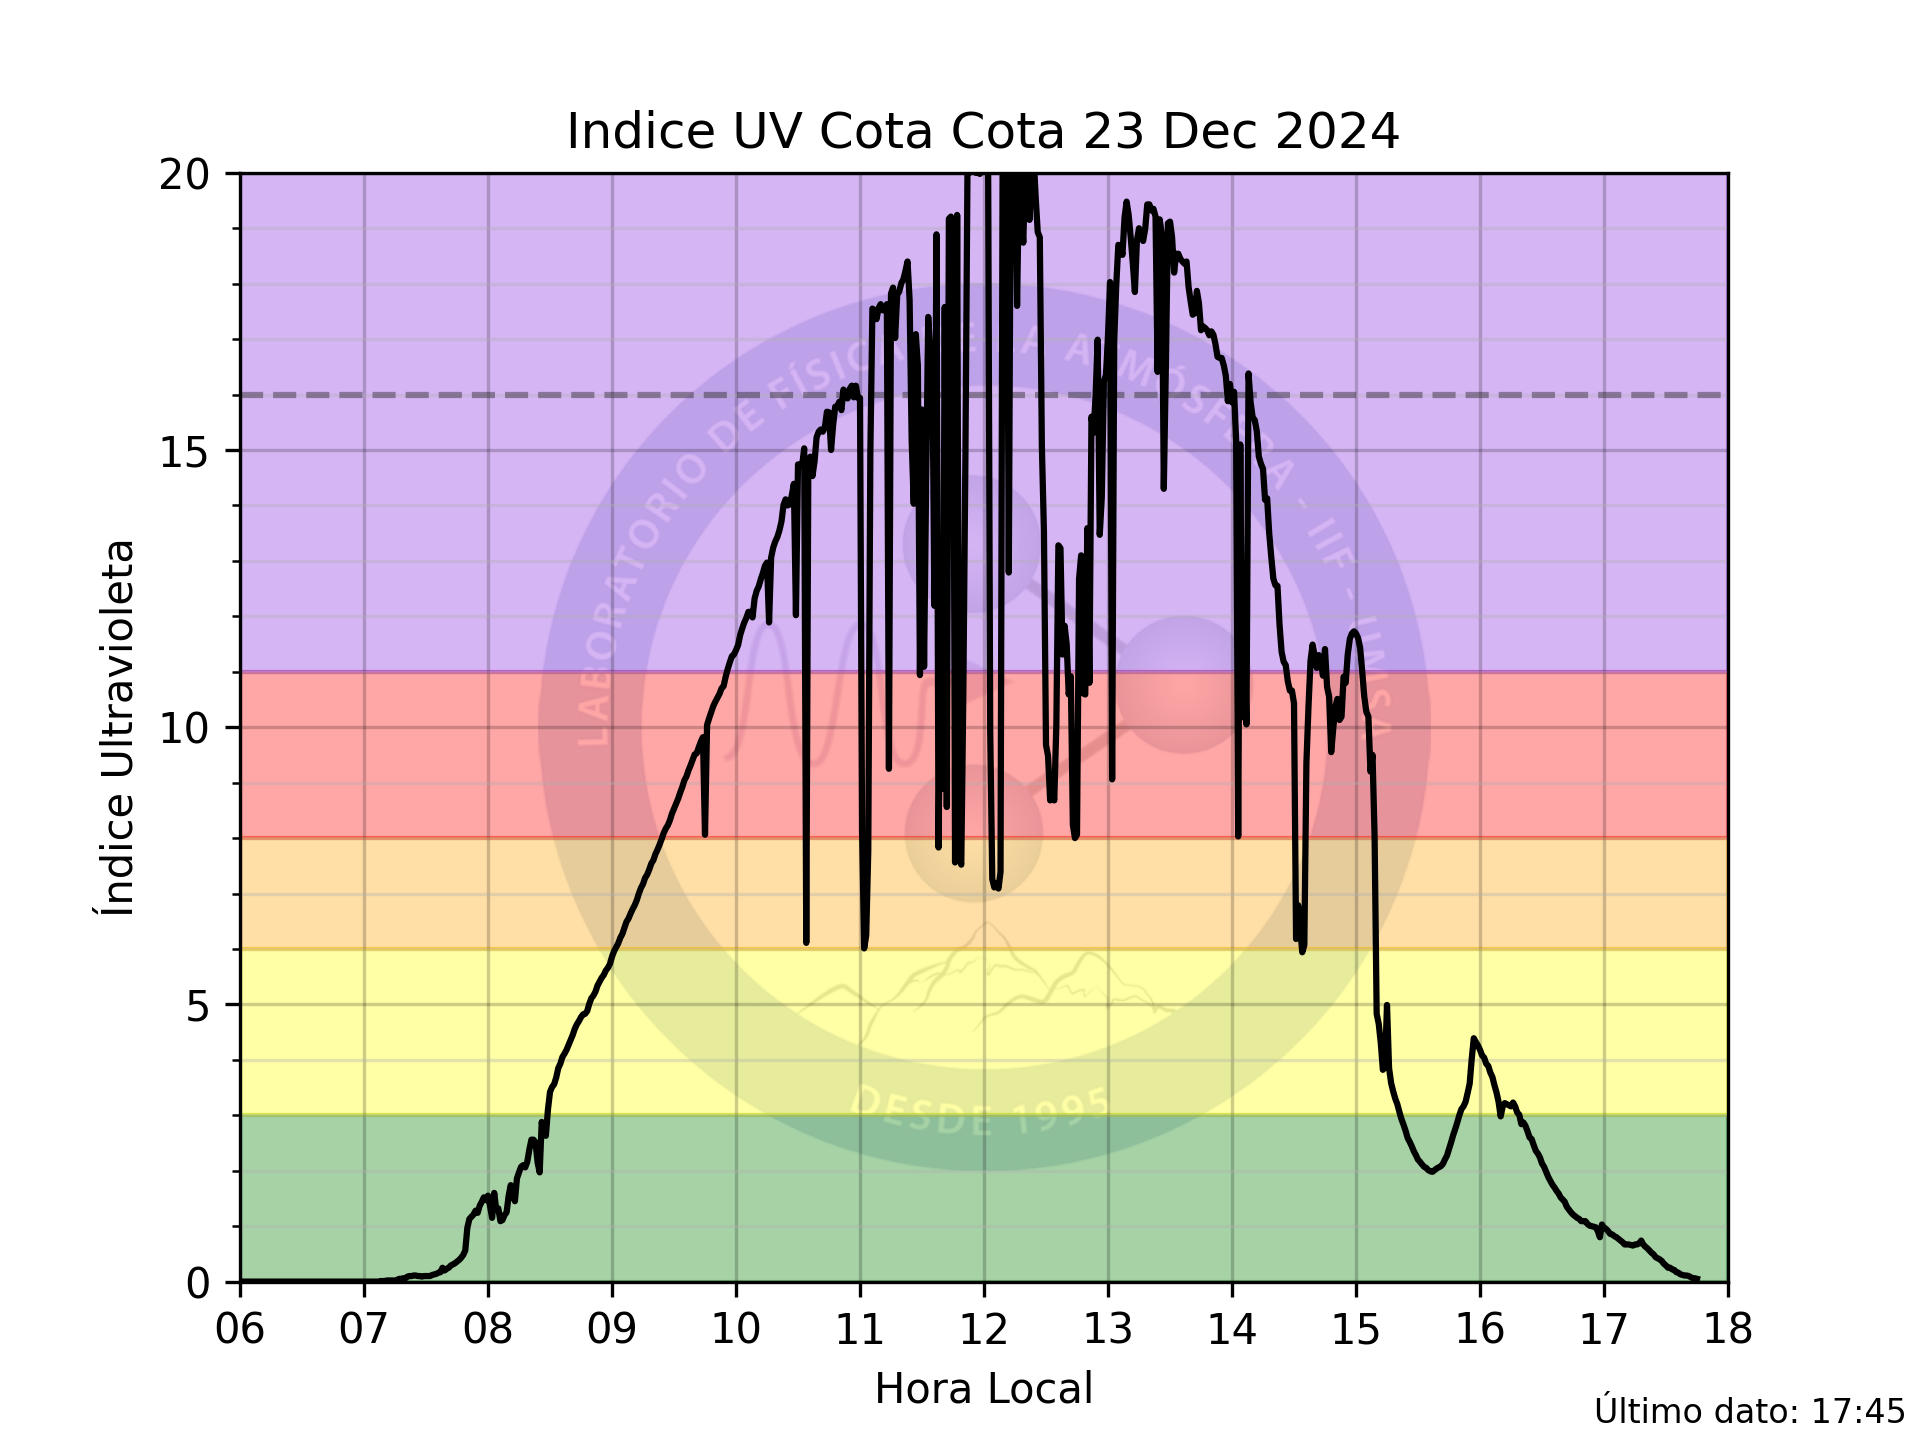 Indice UV Cota Cota 23 Dec 2024
20
15
10
5
0
Índice Ultravioleta
06 07 08 09 10 11 12 13 14 15 16 17 18
Hora Local
Último dato: 17:45
LABORATORIO DE FÍSICA DE LA ATMÓSFERA - IIF - UMSA
DESDE 1995